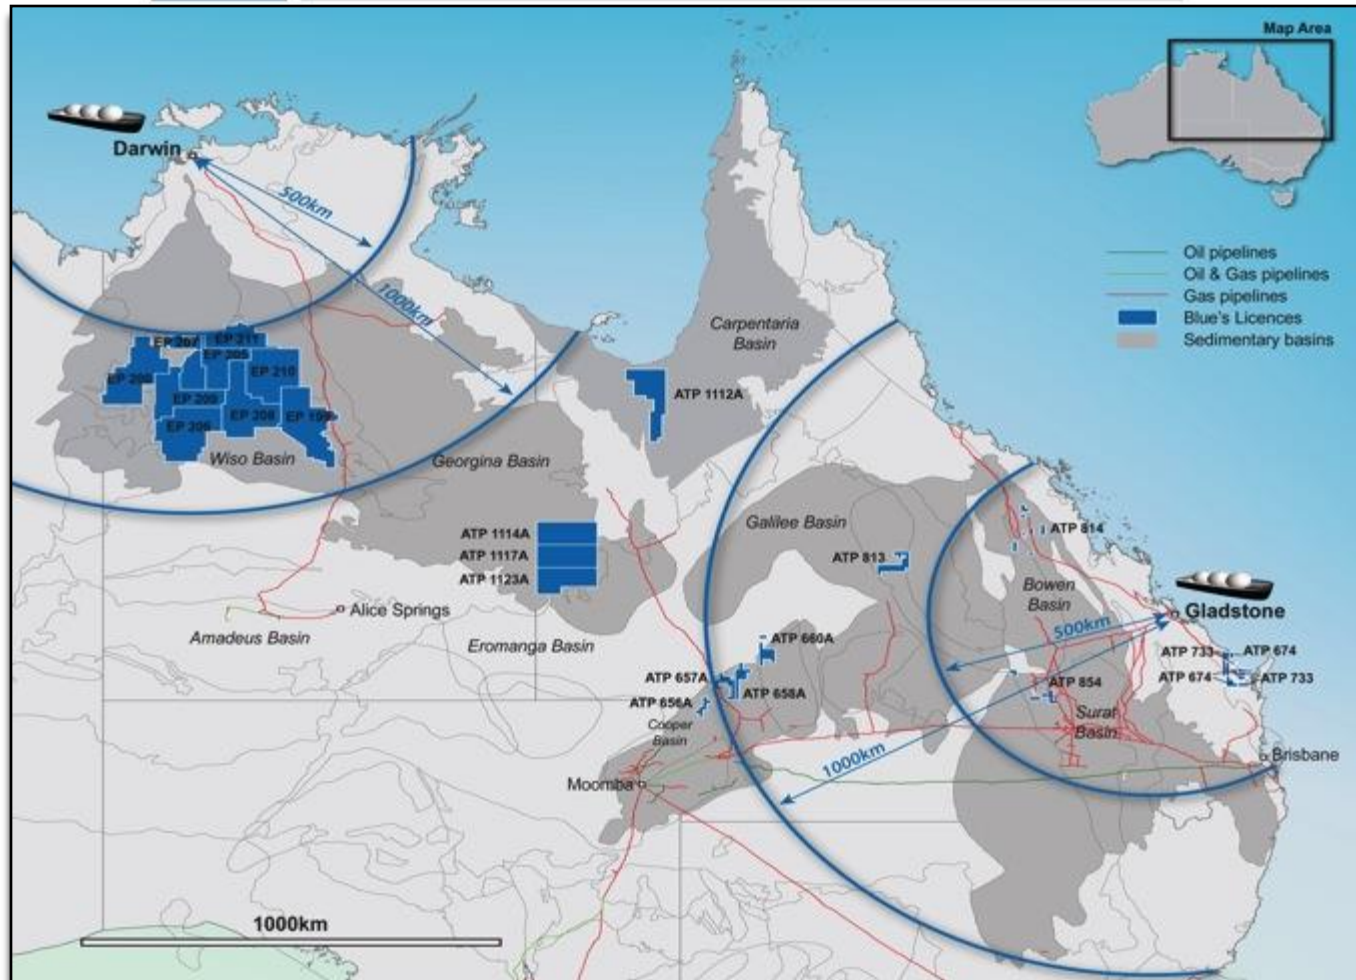 Map Area
Darwin
500km
1000km
Oil pipelines
Oil & Gas pipelines
Gas pipelines
Blue's Licences
Sedimentary basins
Carpentaria
Basin
EP 207
EP 211
EP 205
EP 210
EP 209
EP 206
EP 208
Wiso Basin
Georgina Basin
ATP 1112A
ATP 1114A
ATP 1117A
ATP 1123A
Galilee Basin
ATP 813
ATP 814
Bowen
Basin
Gladstone
500km
1000km
Alice Springs
Amadeus Basin
Eromanga Basin
ATP 660A
ATP 657A
ATP 658A
ATP 656A
Cooper
Basin
Moomba
ATP 854
Surat
Basin
ATP 733
ATP 674
ATP 674
ATP 733
Brisbane
1000km